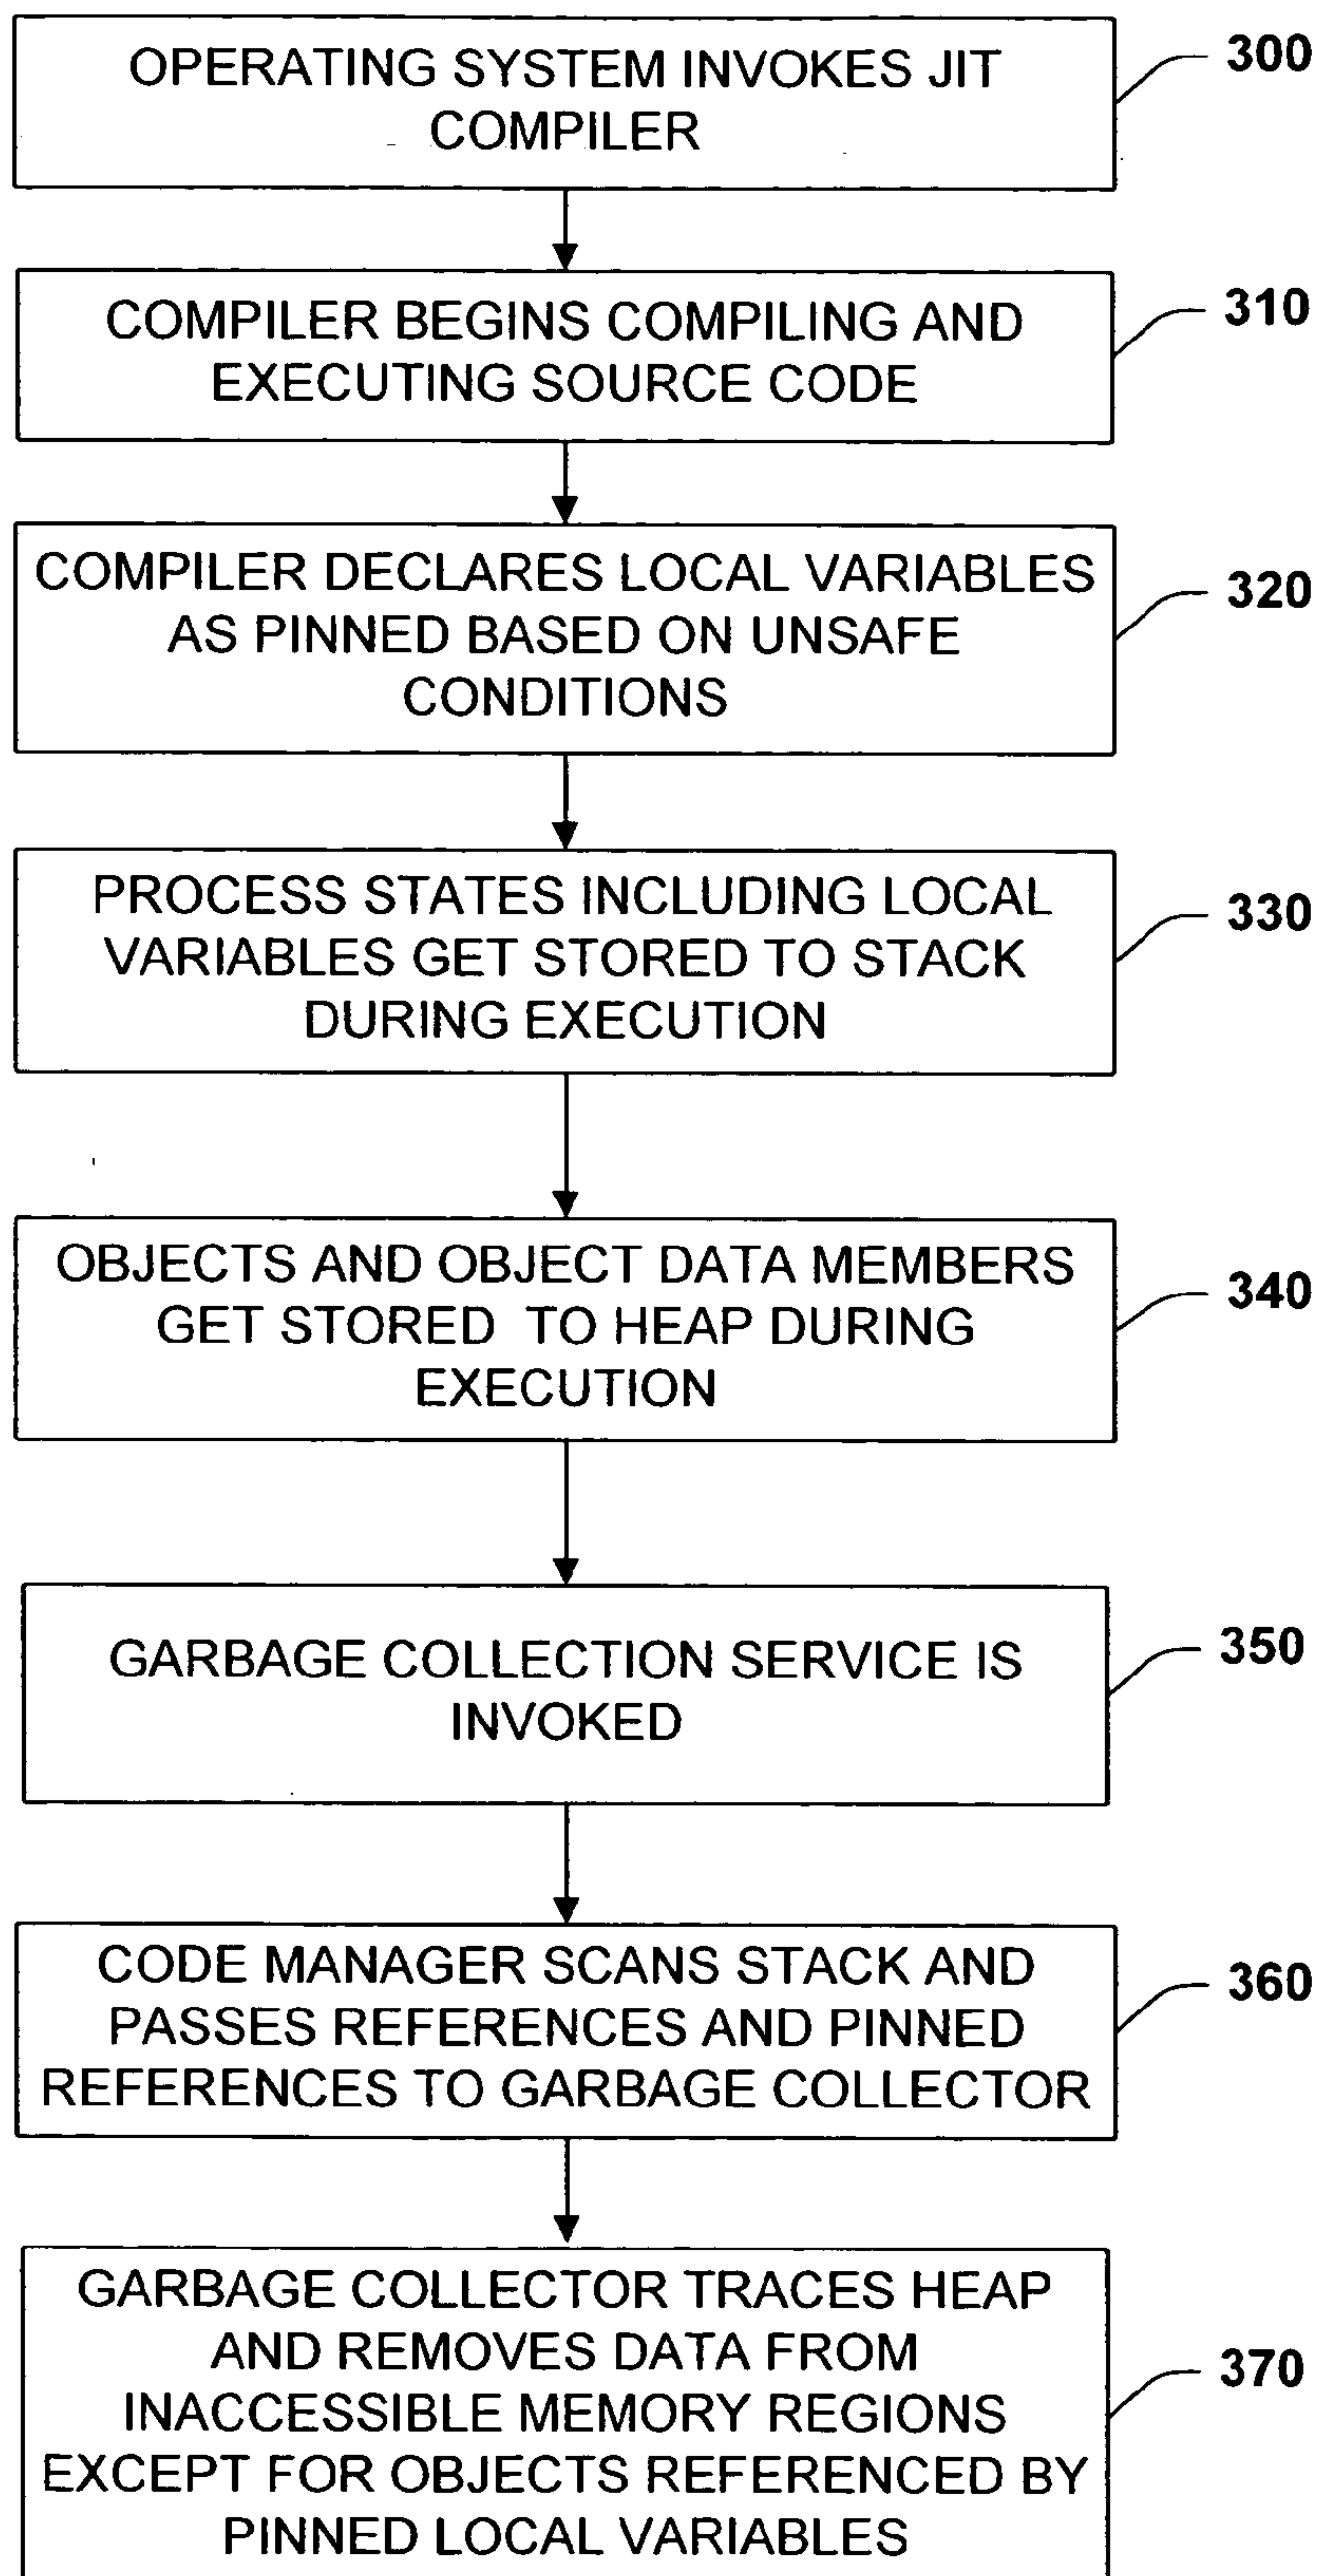 OPERATING SYSTEM INVOKES JIT
COMPILER
300
COMPILER BEGINS COMPILING AND
EXECUTING SOURCE CODE
310
COMPILER DECLARES LOCAL VARIABLES
AS PINNED BASED ON UNSAFE
CONDITIONS
320
PROCESS STATES INCLUDING LOCAL
VARIABLES GET STORED TO STACK
DURING EXECUTION
330
OBJECTS AND OBJECT DATA MEMBERS
GET STORED TO HEAP DURING
EXECUTION
340
GARBAGE COLLECTION SERVICE IS
INVOKED
350
CODE MANAGER SCANS STACK AND
PASSES REFERENCES AND PINNED
REFERENCES TO GARBAGE COLLECTOR
360
GARBAGE COLLECTOR TRACES HEAP
AND REMOVES DATA FROM
INACCESSIBLE MEMORY REGIONS
EXCEPT FOR OBJECTS REFERENCED BY
PINNED LOCAL VARIABLES
370